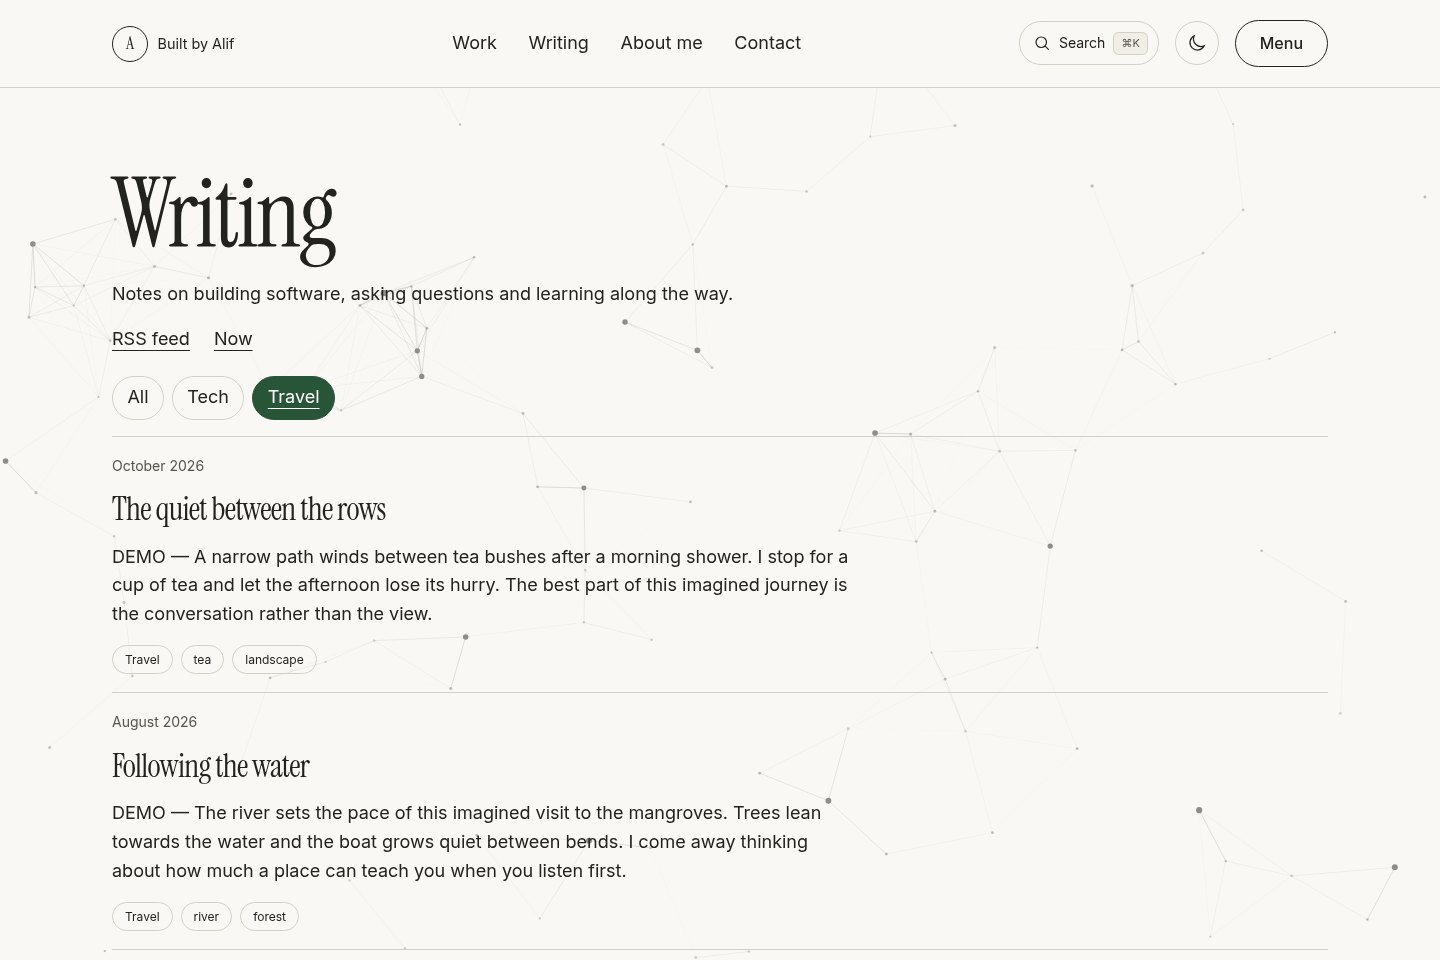 A Built by Alif
Work Writing About me Contact
Search ⌘K
Menu
Writing
Notes on building software, asking questions and learning along the way.
RSS feed Now
All Tech Travel
October 2026
The quiet between the rows
DEMO — A narrow path winds between tea bushes after a morning shower. I stop for a
cup of tea and let the afternoon lose its hurry. The best part of this imagined journey is
the conversation rather than the view.
Travel tea landscape
August 2026
Following the water
DEMO — The river sets the pace of this imagined visit to the mangroves. Trees lean
towards the water and the boat grows quiet between bends. I come away thinking
about how much a place can teach you when you listen first.
Travel river forest